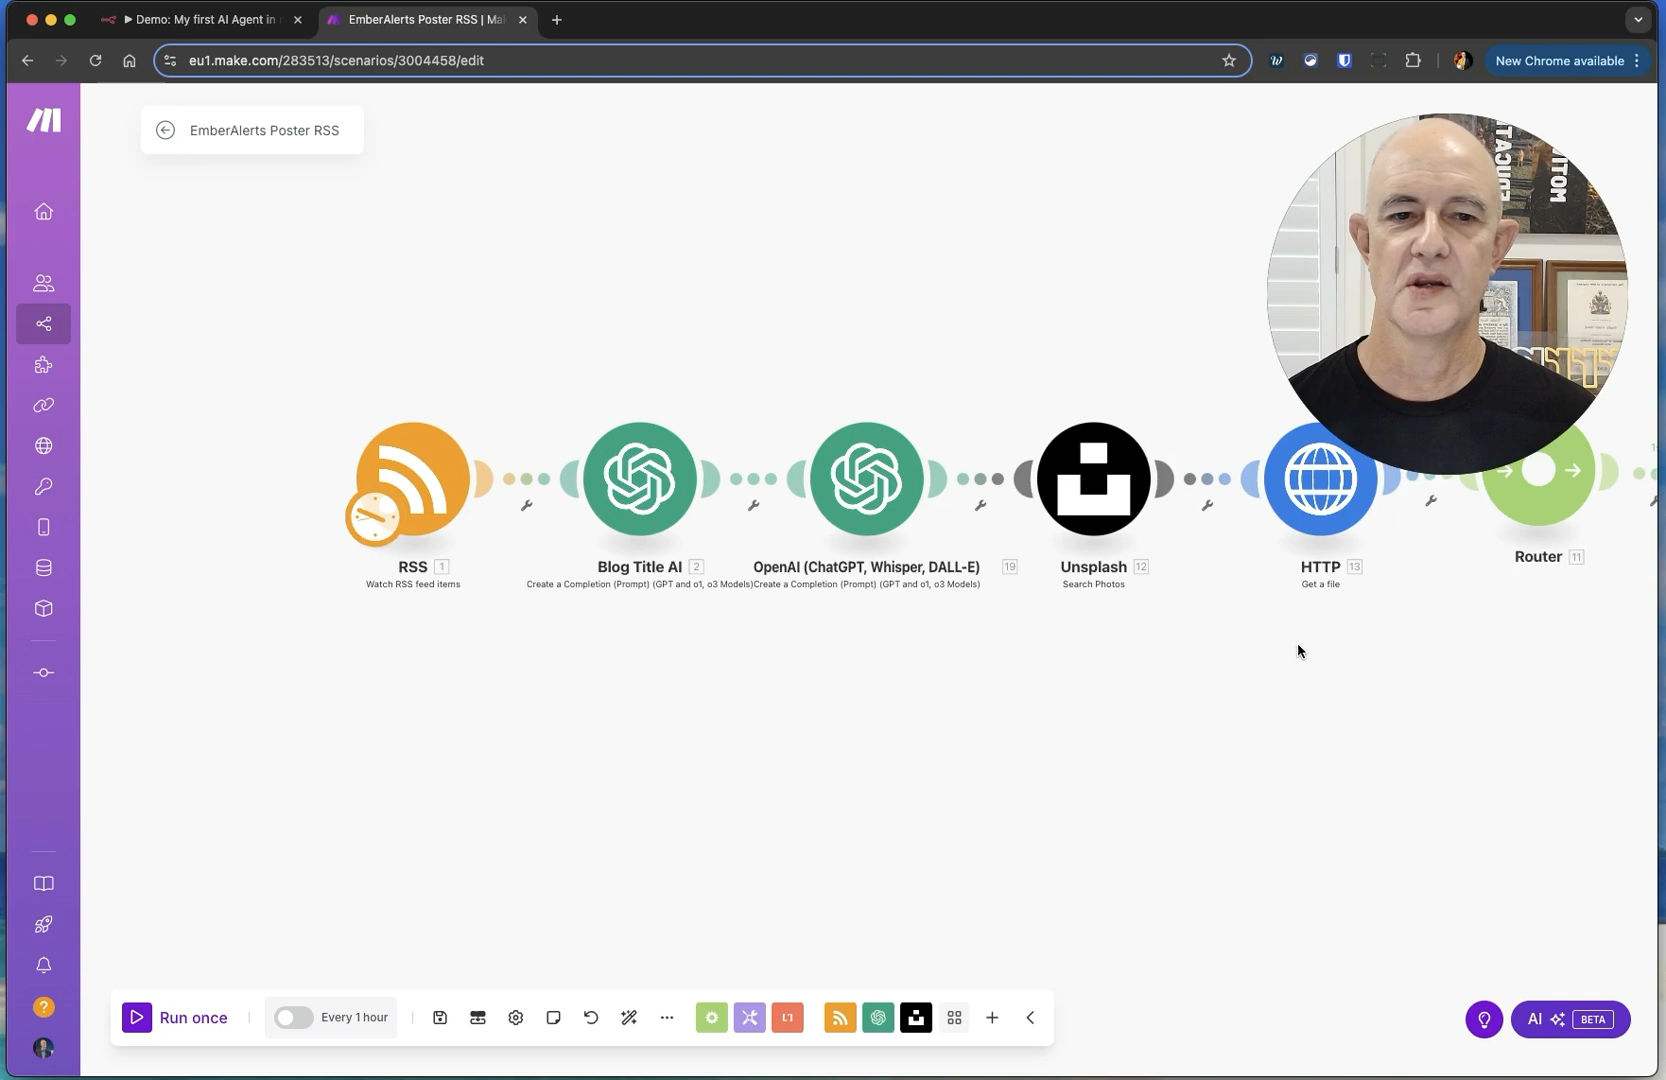 ▶ Demo: My first AI Agent in
EmberAlerts Poster RSS | Ma
eu1.make.com/283513/scenarios/3004458/edit
New Chrome available
EmberAlerts Poster RSS
RSS 1
Watch RSS feed items
Blog Title AI 2
Create a Completion (Prompt) (GPT and o1, o3 Models)
OpenAI (ChatGPT, Whisper, DALL-E) 19
Create a Completion (Prompt) (GPT and o1, o3 Models)
Unsplash 12
Search Photos
HTTP 13
Get a file
Router 11
Run once
Every 1 hour
AI BETA